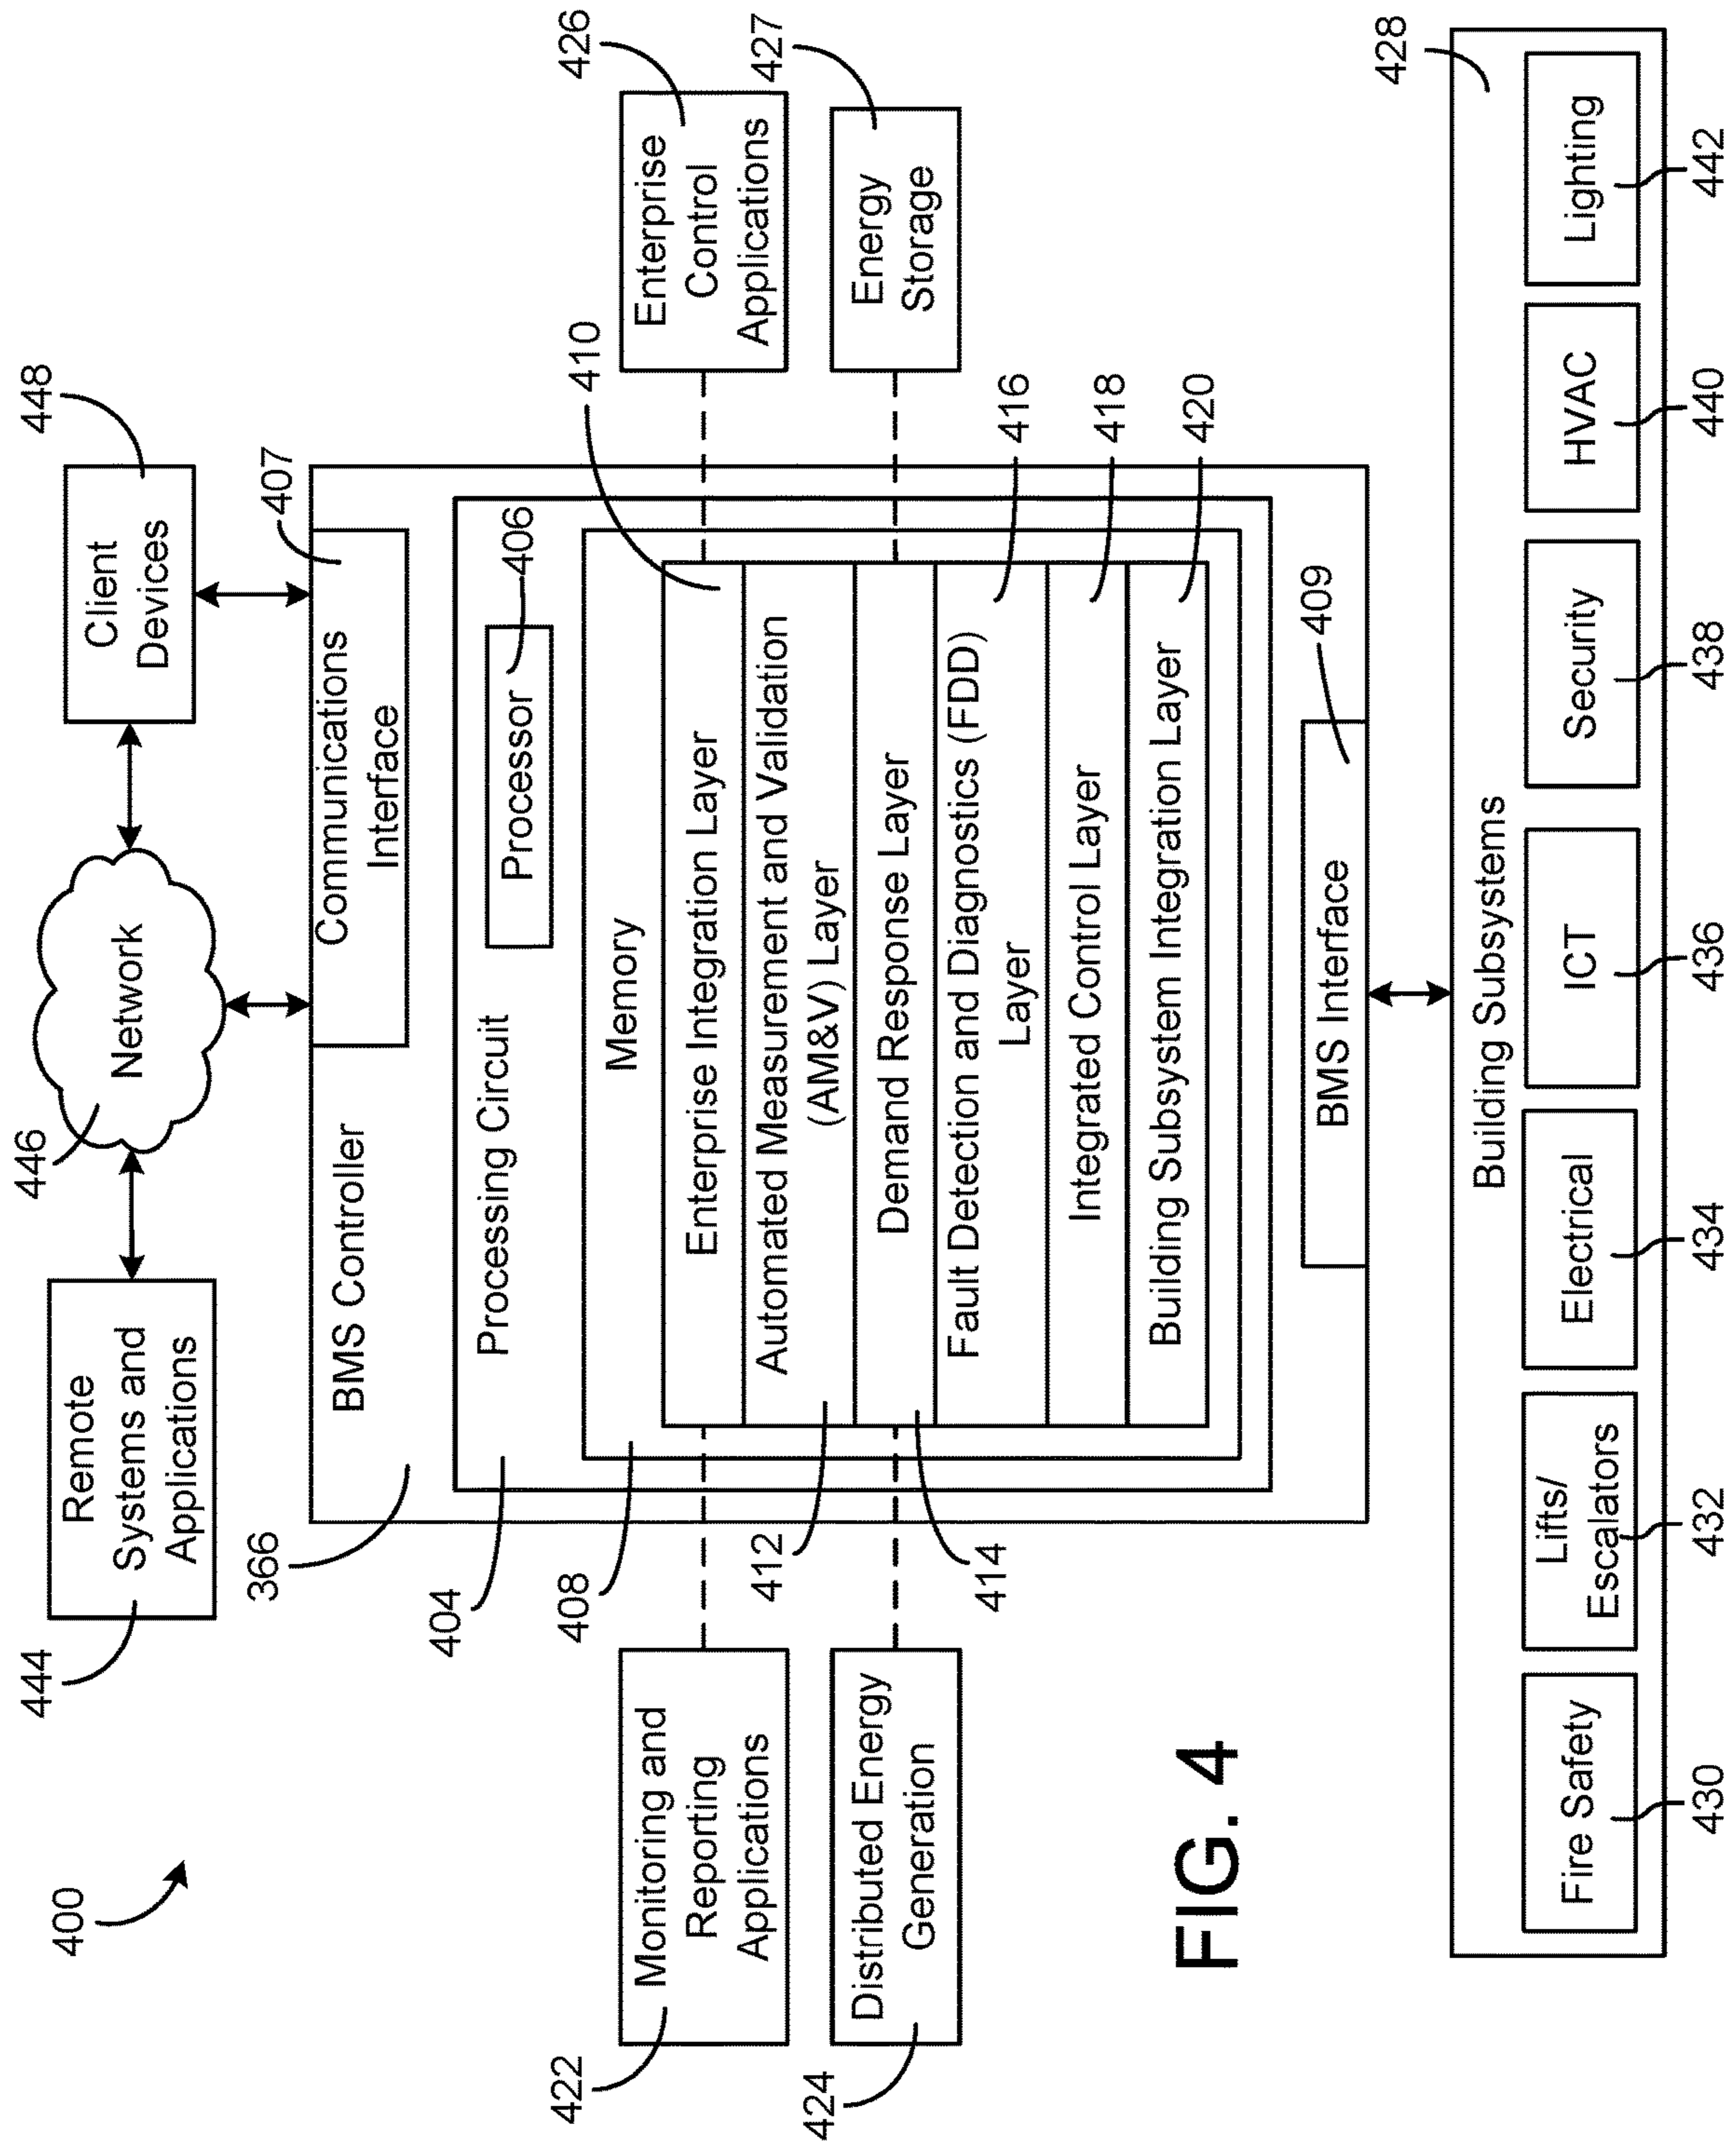 400
444
Remote
Systems and
Applications
446
Network
Client
Devices
448
366
BMS Controller
Communications
Interface
407
404
Processing Circuit
Processor
406
408
Memory
410
Enterprise Integration Layer
Automated Measurement and Validation
(AM&V) Layer
412
Demand Response Layer
414
Fault Detection and Diagnostics (FDD)
Layer
416
Integrated Control Layer
418
Building Subsystem Integration Layer
420
422
Monitoring and
Reporting
Applications
424
Distributed Energy
Generation
426
Enterprise
Control
Applications
427
Energy
Storage
BMS Interface
409
FIG. 4
428
Building Subsystems
Fire Safety
Lifts/
Escalators
Electrical
ICT
Security
HVAC
Lighting
430
432
434
436
438
440
442